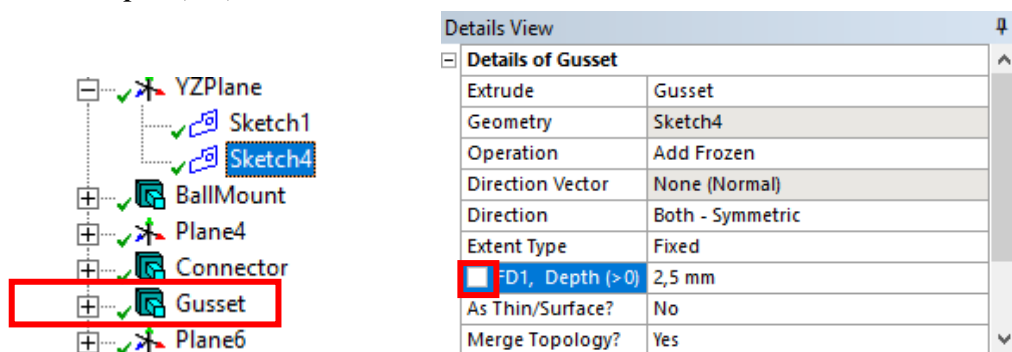 Details View
Details of Gusset
Extrude Gusset
Geometry Sketch4
Operation Add Frozen
Direction Vector None (Normal)
Direction Both - Symmetric
Extent Type Fixed
FD1, Depth (>0) 2,5 mm
As Thin/Surface? No
Merge Topology? Yes
YZPlane
Sketch1
Sketch4
BallMount
Plane4
Connector
Gusset
Plane6